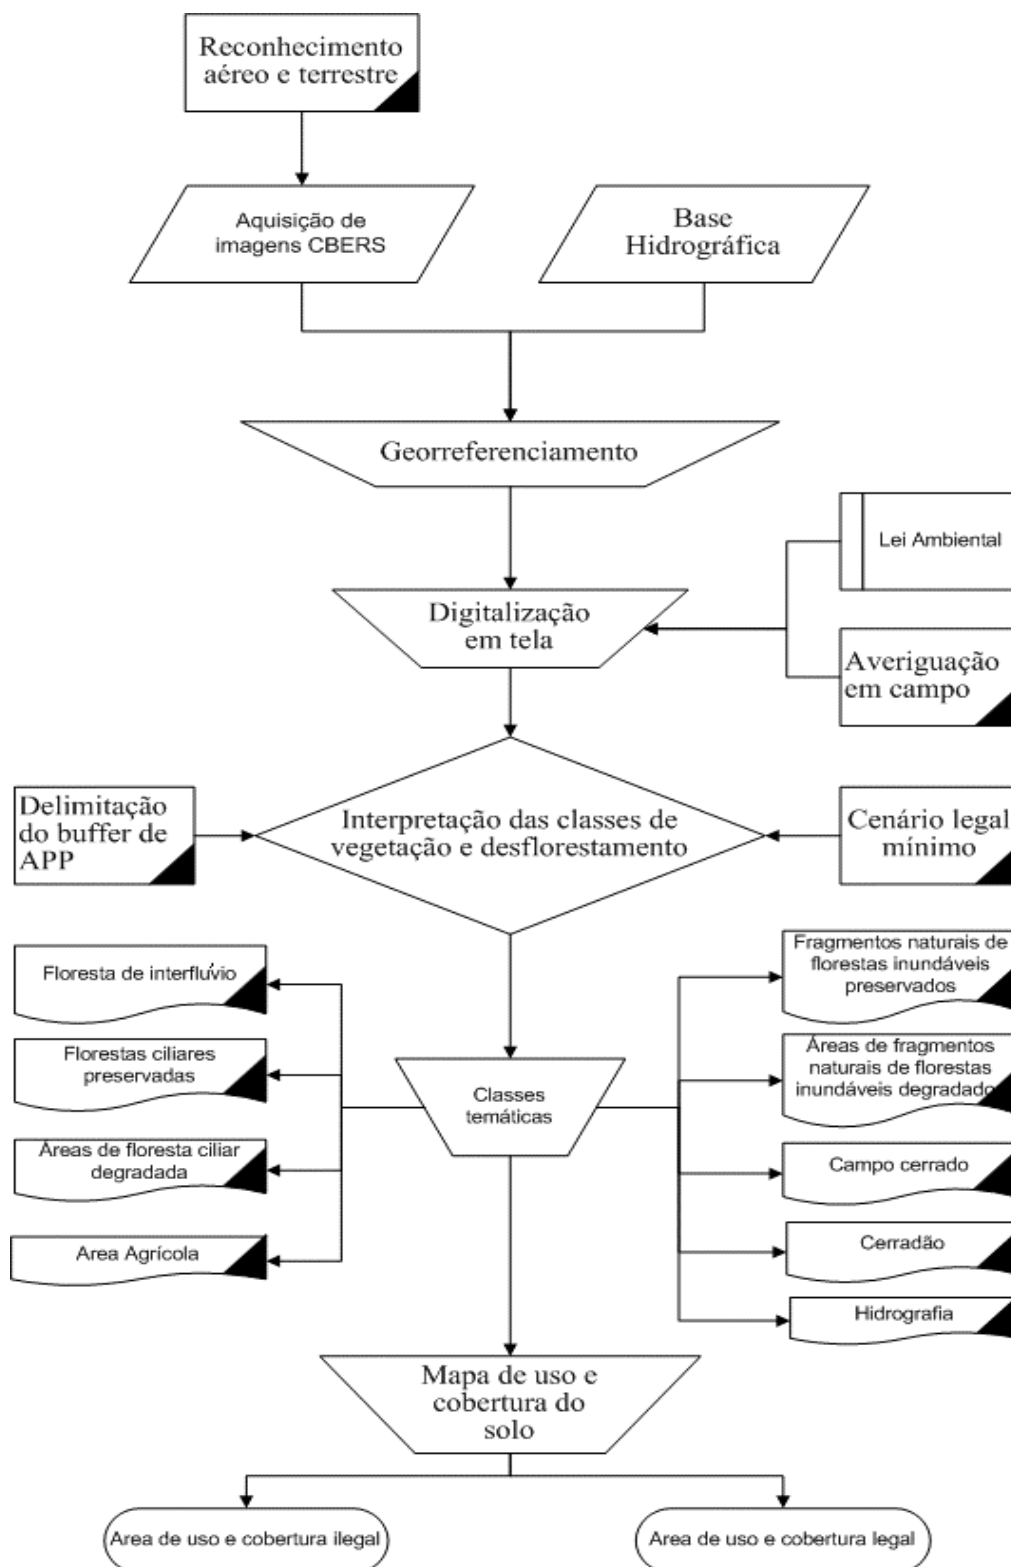 Reconhecimento
aéreo e terrestre
Aquisição de
imagens CBERS
Base
Hidrográfica
Georreferenciamento
Lei Ambiental
Digitalização
em tela
Averiguação
em campo
Delimitação
do buffer de
APP
Interpretação das classes de
vegetação e desflorestamento
Cenário legal
mínimo
Floresta de interflúvio
Florestas ciliares
preservadas
Áreas de floresta ciliar
degradada
Area Agrícola
Classes
temáticas
Fragmentos naturais de
florestas inundáveis
preservados
Áreas de fragmentos
naturais de florestas
inundáveis degradados
Campo cerrado
Cerradão
Hidrografia
Mapa de uso e
cobertura do
solo
Area de uso e cobertura ilegal
Area de uso e cobertura legal